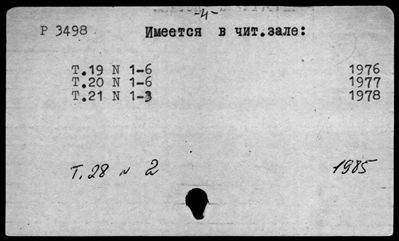 -4-
Р 3498 Имеется в чит.зале:
Т.19 N 1-6 1976
Т.20 N 1-6 1977
Т.21 N 1-3 1978
Т.28 N 2 1985